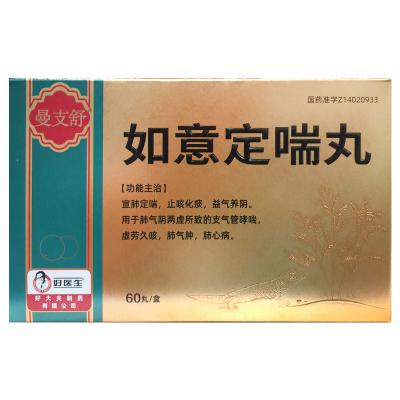 国药准字Z14020933
曼支舒
如意定喘丸
【功能主治】
宣肺定喘，止咳化痰，益气养阴。
用于肺气阴两虚所致的支气管哮喘，
虚劳久咳，肺气肿，肺心病。
60丸/盒
好医生
好大夫制药
有限公司